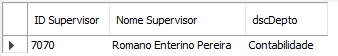 ID Supervisor Nome Supervisor dscDepto
7070 Romano Enterino Pereira Contabilidade